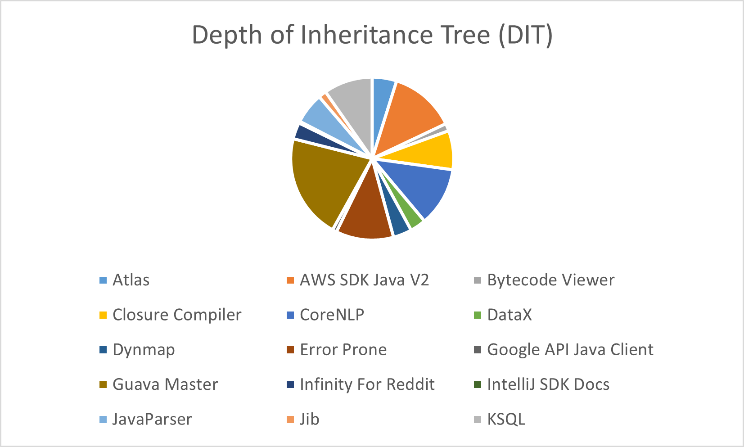 Depth of Inheritance Tree (DIT)
Atlas AWS SDK Java V2 Bytecode Viewer
Closure Compiler CoreNLP DataX
Dynmap Error Prone Google API Java Client
Guava Master Infinity For Reddit IntelliJ SDK Docs
JavaParser Jib KSQL